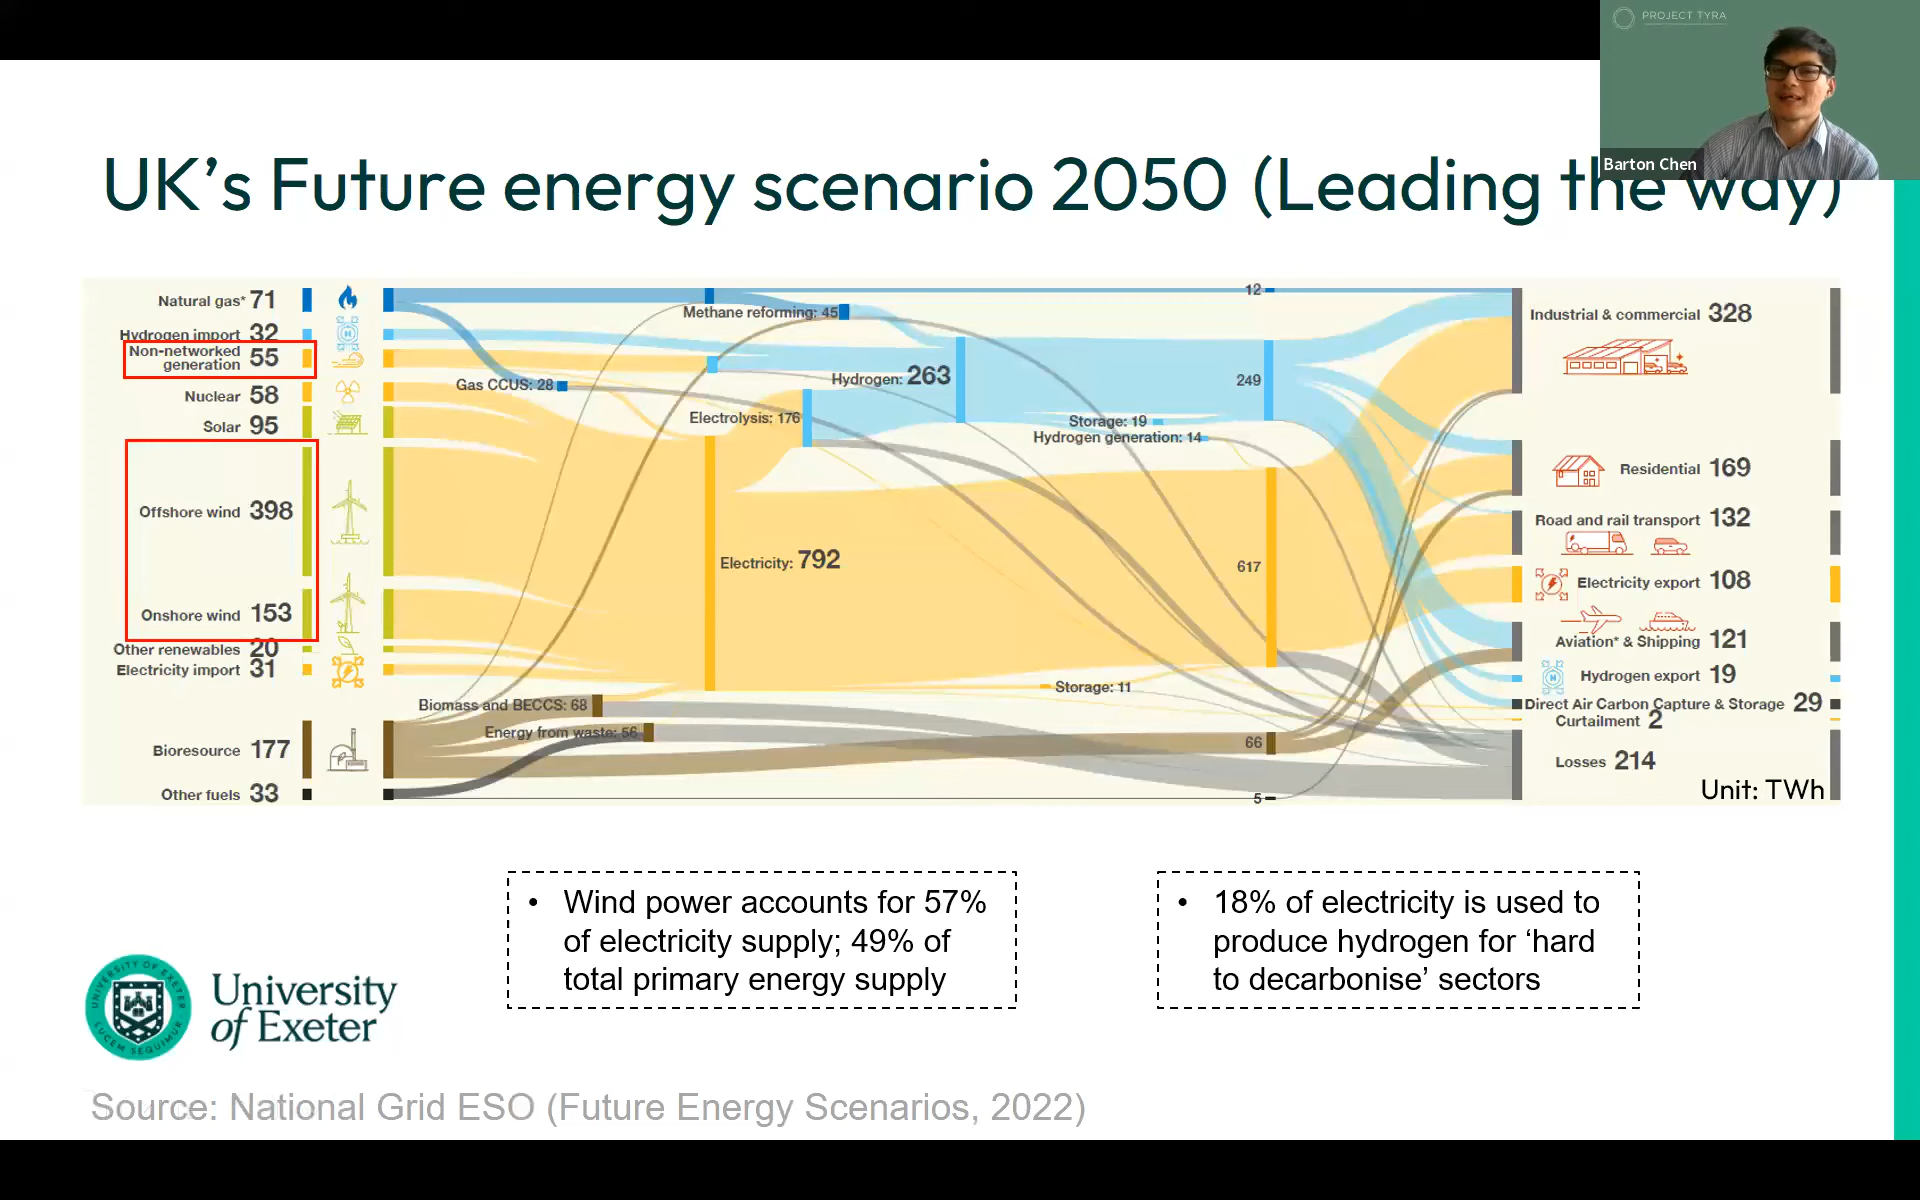 PROJECT TYRA
Barton Chen
UK's Future energy scenario 2050 (Leading the way)
Natural gas* 71
Hydrogen import 32
Non-networked
generation 55
Nuclear 58
Solar 95
Offshore wind 398
Onshore wind 153
Other renewables 20
Electricity import 31
Bioresource 177
Other fuels 33
Methane reforming: 45
Gas CCUS: 28
Hydrogen: 263
Electrolysis: 176
Electricity: 792
Biomass and BECCS: 68
Energy from waste: 56
Storage: 19
Hydrogen generation: 14
Storage: 11
12
249
617
66
5
Industrial & commercial 328
Residential 169
Road and rail transport 132
Electricity export 108
Aviation* & Shipping 121
Hydrogen export 19
Direct Air Carbon Capture & Storage 29
Curtailment 2
Losses 214
Unit: TWh
• Wind power accounts for 57%
of electricity supply; 49% of
total primary energy supply
• 18% of electricity is used to
produce hydrogen for ‘hard
to decarbonise’ sectors
UNIVERSITY OF EXETER
LUCEM SEQUIMUR
University
of Exeter
Source: National Grid ESO (Future Energy Scenarios, 2022)